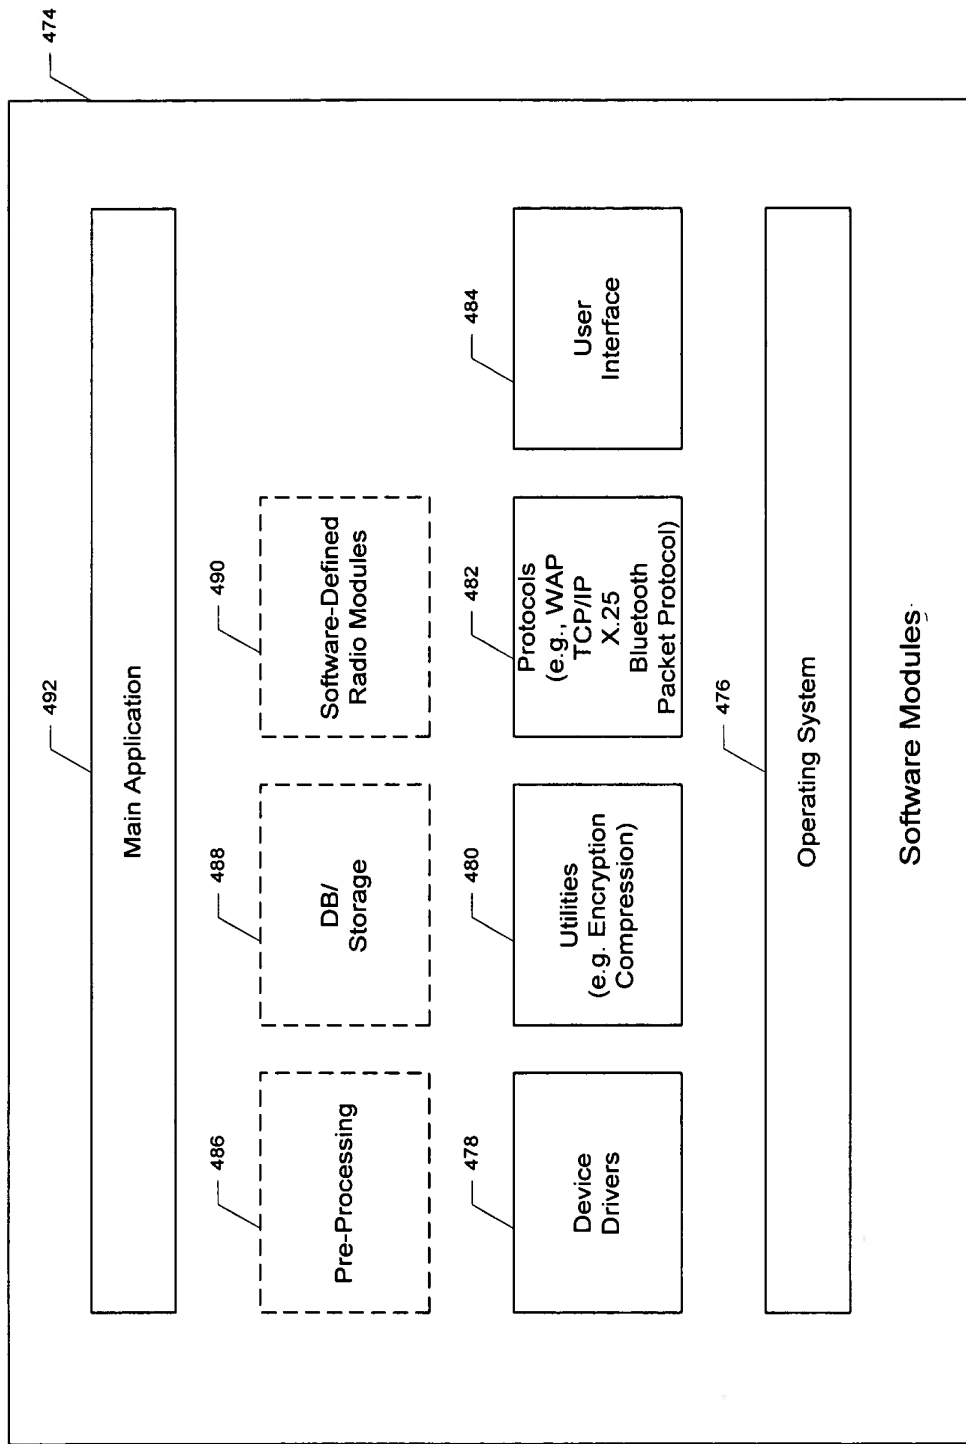 474
492
Main Application
486
488
490
Pre-Processing
DB/
Storage
Software-Defined
Radio Modules
478
480
482
484
Device
Drivers
Utilities
(e.g. Encryption
Compression)
Protocols
(e.g., WAP
TCP/IP
X.25
Bluetooth
Packet Protocol)
User
Interface
476
Operating System
Software Modules